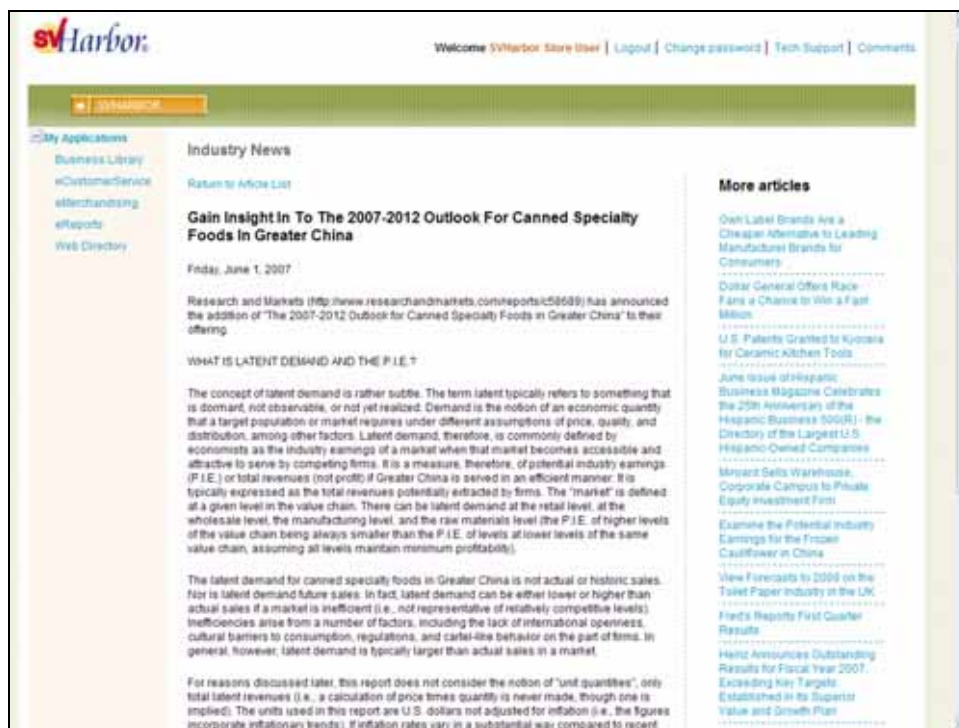 SVHarbor
Welcome SVHarbor Store User | Logout | Change password | Tech Support | Comments
SVHARBOR
My Applications
Business Library
eCustomerService
eMerchandising
eReports
Web Directory
Industry News
Return to Article List
Gain Insight In To The 2007-2012 Outlook For Canned Specialty
Foods In Greater China
Friday, June 1, 2007
Research and Markets (http://www.researchandmarkets.com/reports/c58689) has announced
the addition of "The 2007-2012 Outlook for Canned Specialty Foods in Greater China" to their
offering.
WHAT IS LATENT DEMAND AND THE P.I.E.?
The concept of latent demand is rather subtle. The term latent typically refers to something that
is dormant, not observable, or not yet realized. Demand is the notion of an economic quantity
that a target population or market requires under different assumptions of price, quality, and
distribution, among other factors. Latent demand, therefore, is commonly defined by
economists as the industry earnings of a market when that market becomes accessible and
attractive to serve by competing firms. It is a measure, therefore, of potential industry earnings
(P.I.E.) or total revenues (not profit) if Greater China is served in an efficient manner. It is
typically expressed as the total revenues potentially extracted by firms. The "market" is defined
at a given level in the value chain. There can be latent demand at the retail level, at the
wholesale level, the manufacturing level, and the raw materials level (the P.I.E. of higher levels
of the value chain being always smaller than the P.I.E. of levels at lower levels of the same
value chain, assuming all levels maintain minimum profitability).
The latent demand for canned specialty foods in Greater China is not actual or historic sales.
Nor is latent demand future sales. In fact, latent demand can be either lower or higher than
actual sales if a market is inefficient (i.e., not representative of relatively competitive levels).
Inefficiencies arise from a number of factors, including the lack of international openness,
cultural barriers to consumption, regulations, and cartel-like behavior on the part of firms. In
general, however, latent demand is typically larger than actual sales in a market.
For reasons discussed later, this report does not consider the notion of "unit quantities", only
total latent revenues (i.e., a calculation of price times quantity is never made, though one is
implied). The units used in this report are U.S. dollars not adjusted for inflation (i.e., the figures
incorporate inflationary trends). If inflation rates vary in a substantial way compared to recent
More articles
Own Label Brands Are a
Cheaper Alternative to Leading
Manufacturer Brands for
Consumers
Dollar General Offers Race
Fans a Chance to Win a Fast
Million
U.S. Patents Granted to Kyocera
for Ceramic Kitchen Tools
June Issue of Hispanic
Business Magazine Celebrates
the 25th Anniversary of the
Hispanic Business 500(R) - the
Directory of the Largest U.S.
Hispanic-Owned Companies
Minyard Sells Warehouse,
Corporate Campus to Private
Equity Investment Firm
Examine the Potential Industry
Earnings for the Frozen
Cauliflower in China
View Forecasts to 2009 on the
Toilet Paper Industry in the UK
Fred's Reports First Quarter
Results
Heinz Announces Outstanding
Results for Fiscal Year 2007,
Exceeding Key Targets
Established in Its Superior
Value and Growth Plan